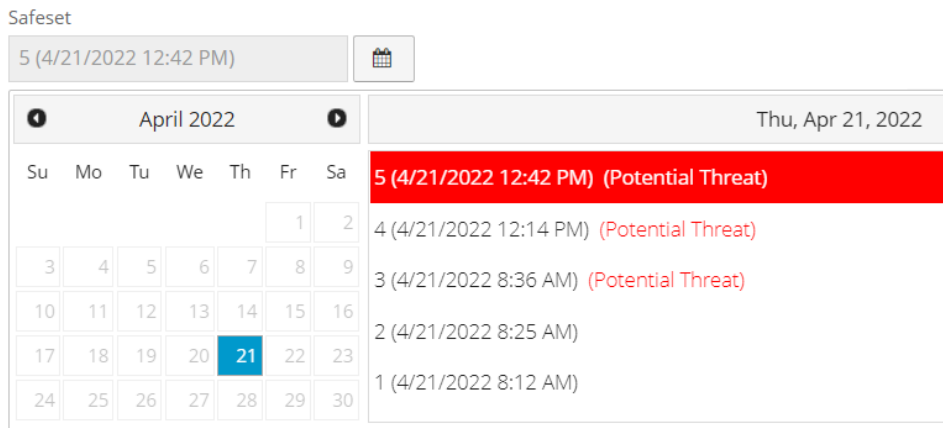 Safeset
5 (4/21/2022 12:42 PM)
April 2022
Su Mo Tu We Th Fr Sa
1 2
3 4 5 6 7 8 9
10 11 12 13 14 15 16
17 18 19 20 21 22 23
24 25 26 27 28 29 30
Thu, Apr 21, 2022
5 (4/21/2022 12:42 PM) (Potential Threat)
4 (4/21/2022 12:14 PM) (Potential Threat)
3 (4/21/2022 8:36 AM) (Potential Threat)
2 (4/21/2022 8:25 AM)
1 (4/21/2022 8:12 AM)